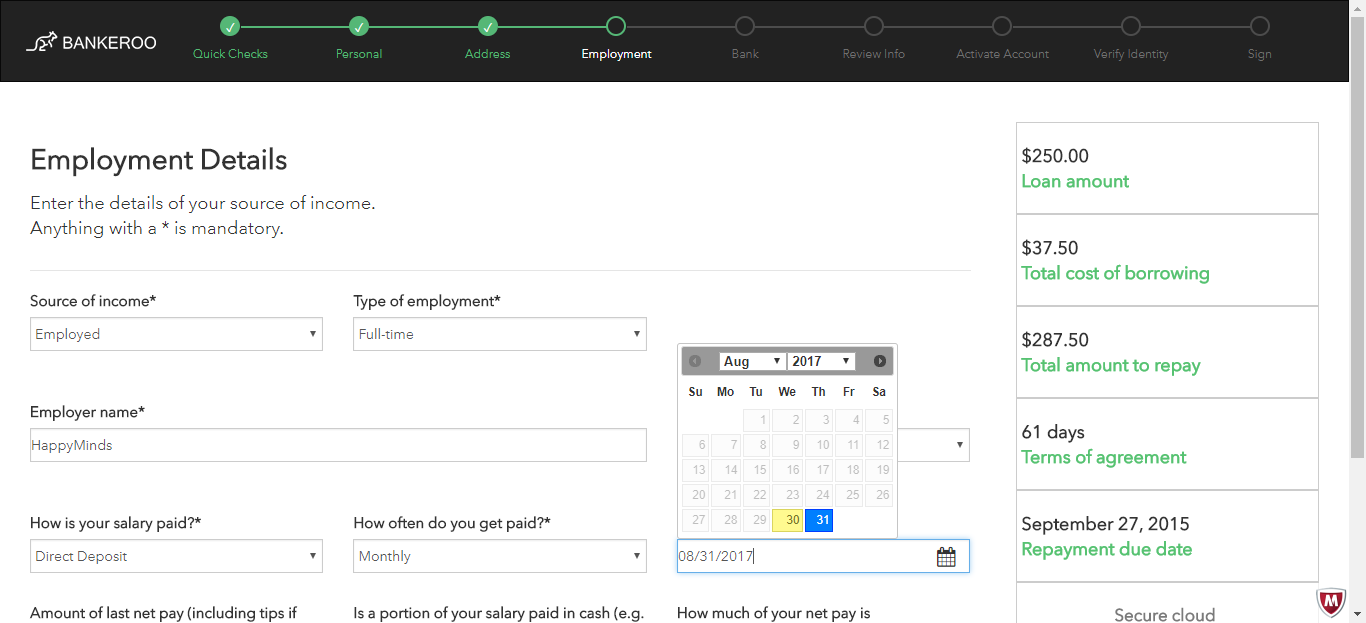 BANKEROO
Quick Checks
Personal
Address
Employment
Bank
Review Info
Activate Account
Verify Identity
Sign
Employment Details
Enter the details of your source of income.
Anything with a * is mandatory.
Source of income*
Type of employment*
Employed
Full-time
Employer name*
HappyMinds
Aug 2017
Su Mo Tu We Th Fr Sa
1 2 3 4 5
6 7 8 9 10 11 12
13 14 15 16 17 18 19
20 21 22 23 24 25 26
27 28 29 30 31
How is your salary paid?*
How often do you get paid?*
Direct Deposit
Monthly
08/31/2017
Amount of last net pay (including tips if
Is a portion of your salary paid in cash (e.g.
How much of your net pay is
$250.00
Loan amount
$37.50
Total cost of borrowing
$287.50
Total amount to repay
61 days
Terms of agreement
September 27, 2015
Repayment due date
Secure cloud